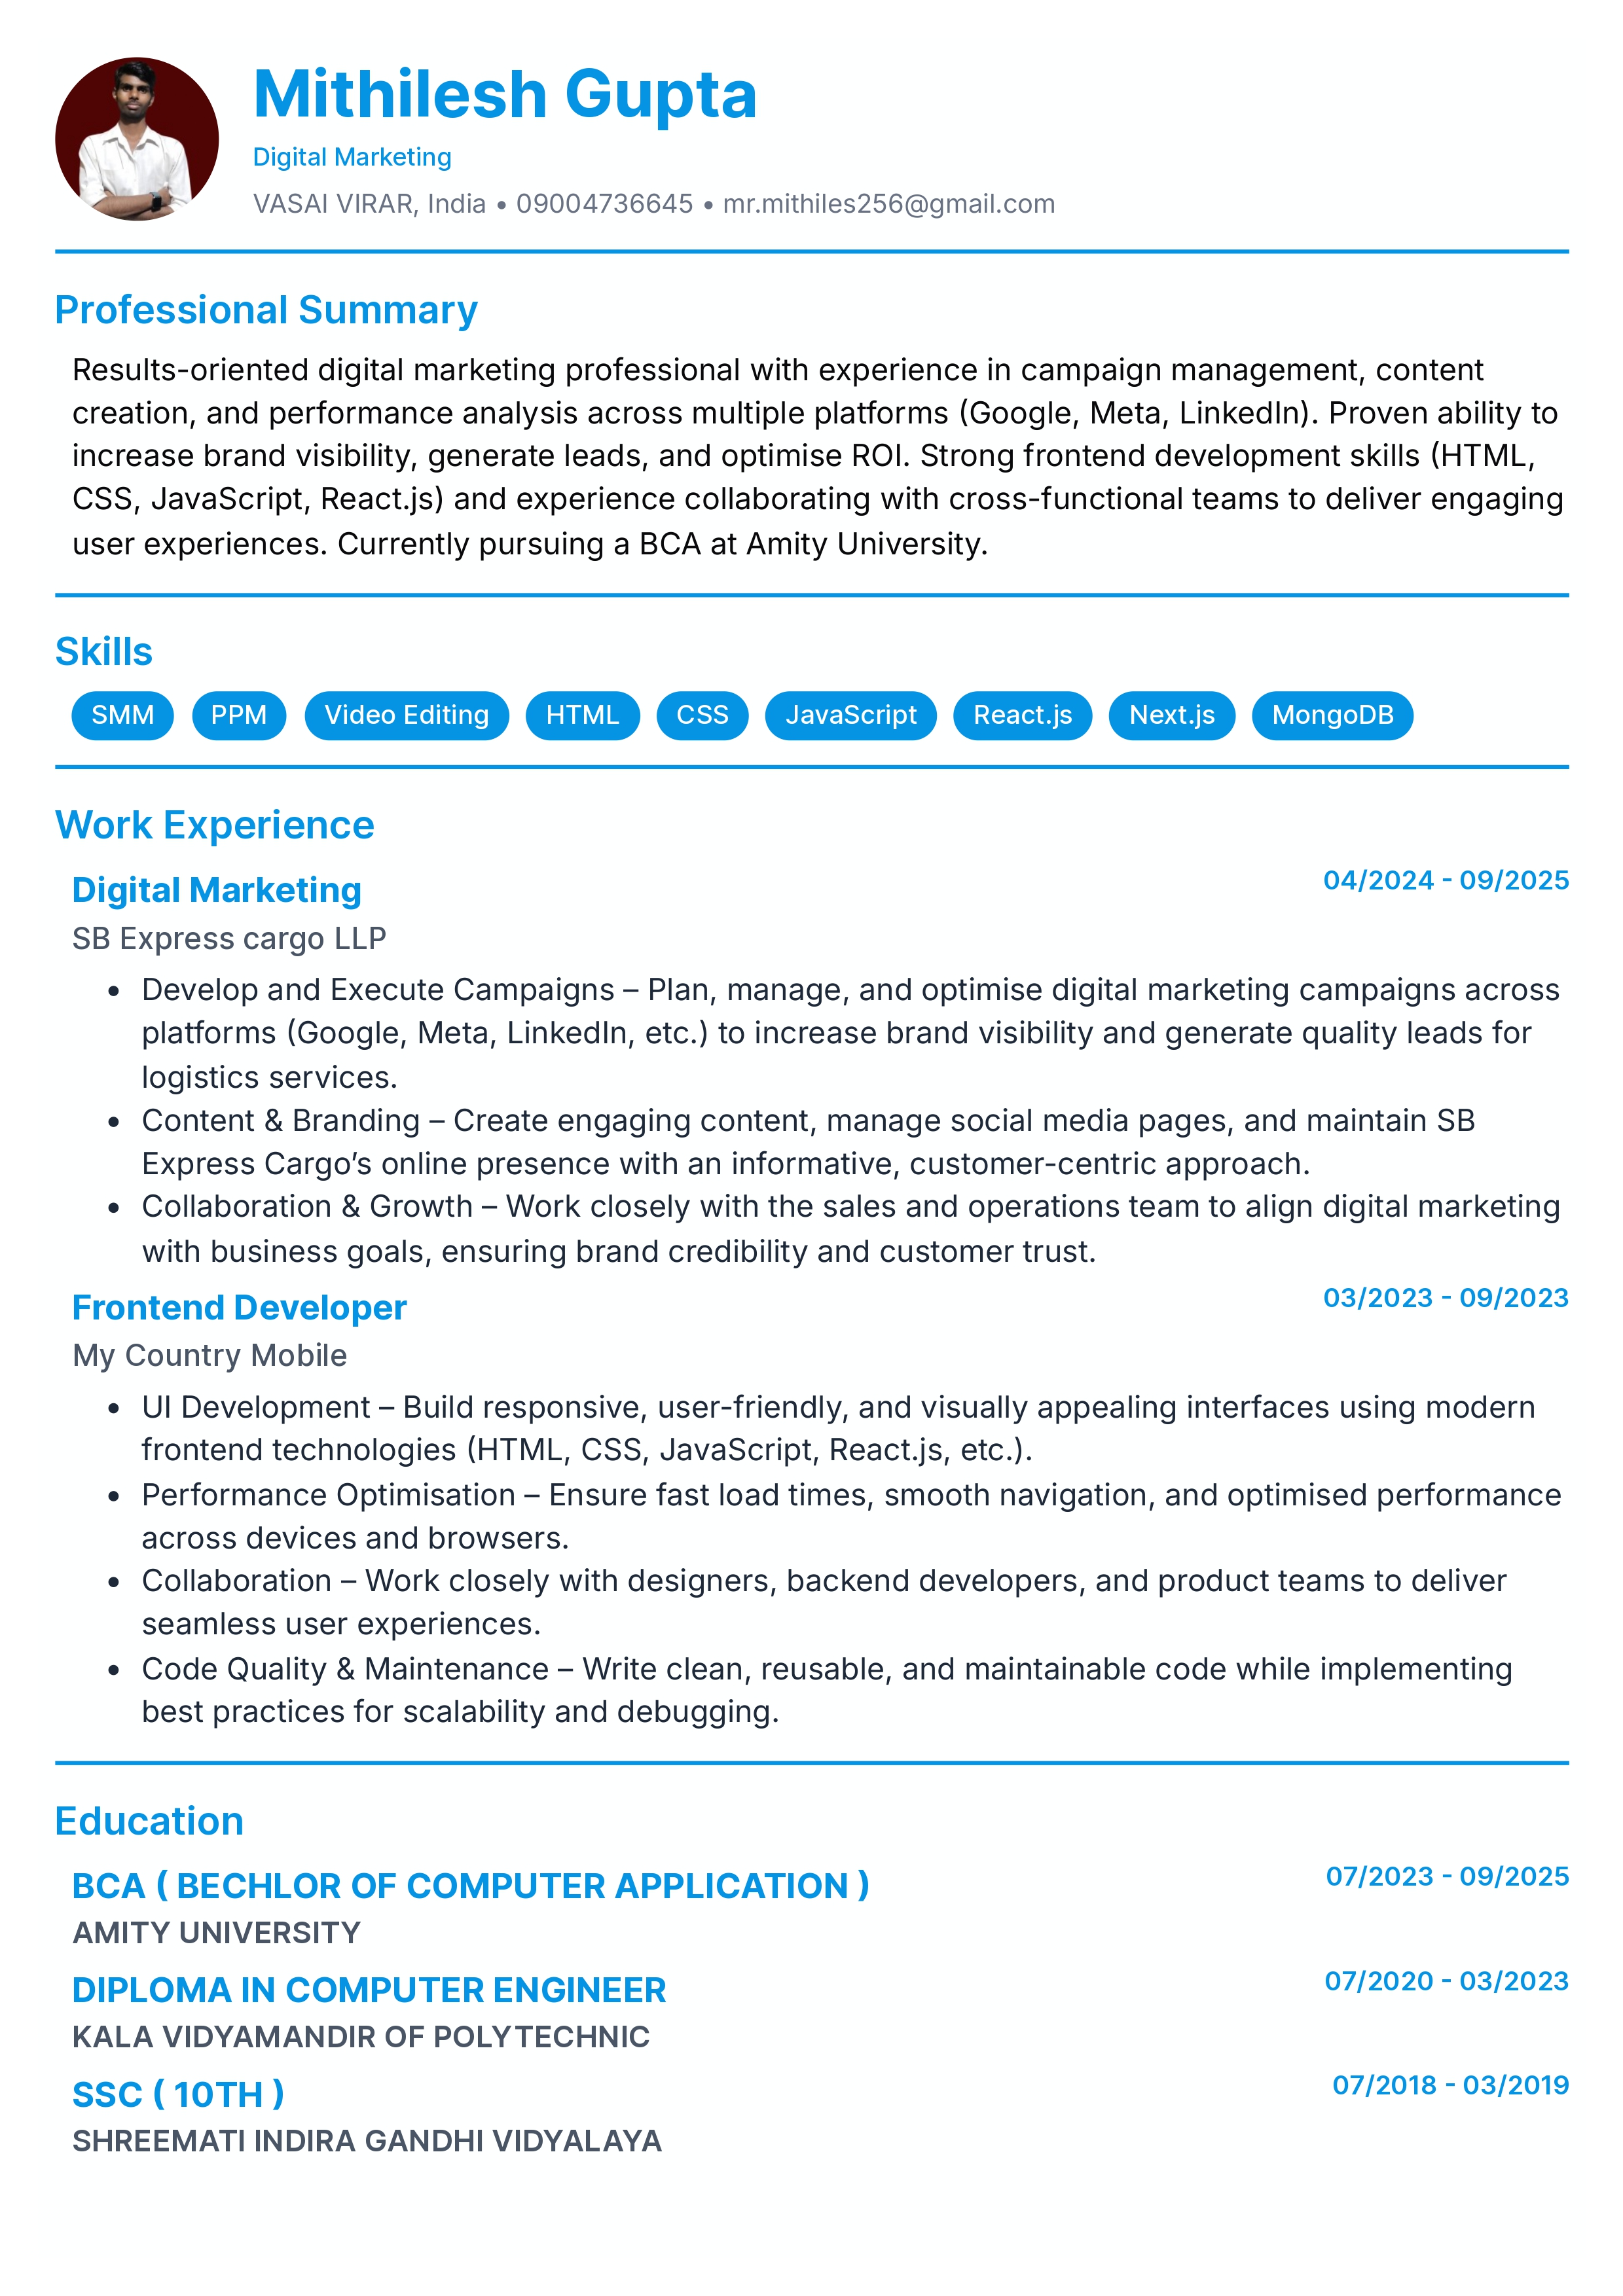 Mithilesh Gupta
Digital Marketing
VASAI VIRAR, India • 09004736645 • mr.mithiles256@gmail.com
Professional Summary
Results-oriented digital marketing professional with experience in campaign management, content
creation, and performance analysis across multiple platforms (Google, Meta, LinkedIn). Proven ability to
increase brand visibility, generate leads, and optimise ROI. Strong frontend development skills (HTML,
CSS, JavaScript, React.js) and experience collaborating with cross-functional teams to deliver engaging
user experiences. Currently pursuing a BCA at Amity University.
Skills
SMM PPM Video Editing HTML CSS JavaScript React.js Next.js MongoDB
Work Experience
Digital Marketing 04/2024 - 09/2025
SB Express cargo LLP
• Develop and Execute Campaigns – Plan, manage, and optimise digital marketing campaigns across
platforms (Google, Meta, LinkedIn, etc.) to increase brand visibility and generate quality leads for
logistics services.
• Content & Branding – Create engaging content, manage social media pages, and maintain SB
Express Cargo’s online presence with an informative, customer-centric approach.
• Collaboration & Growth – Work closely with the sales and operations team to align digital marketing
with business goals, ensuring brand credibility and customer trust.
Frontend Developer 03/2023 - 09/2023
My Country Mobile
• UI Development – Build responsive, user-friendly, and visually appealing interfaces using modern
frontend technologies (HTML, CSS, JavaScript, React.js, etc.).
• Performance Optimisation – Ensure fast load times, smooth navigation, and optimised performance
across devices and browsers.
• Collaboration – Work closely with designers, backend developers, and product teams to deliver
seamless user experiences.
• Code Quality & Maintenance – Write clean, reusable, and maintainable code while implementing
best practices for scalability and debugging.
Education
BCA ( BECHLOR OF COMPUTER APPLICATION ) 07/2023 - 09/2025
AMITY UNIVERSITY
DIPLOMA IN COMPUTER ENGINEER 07/2020 - 03/2023
KALA VIDYAMANDIR OF POLYTECHNIC
SSC ( 10TH ) 07/2018 - 03/2019
SHREEMATI INDIRA GANDHI VIDYALAYA